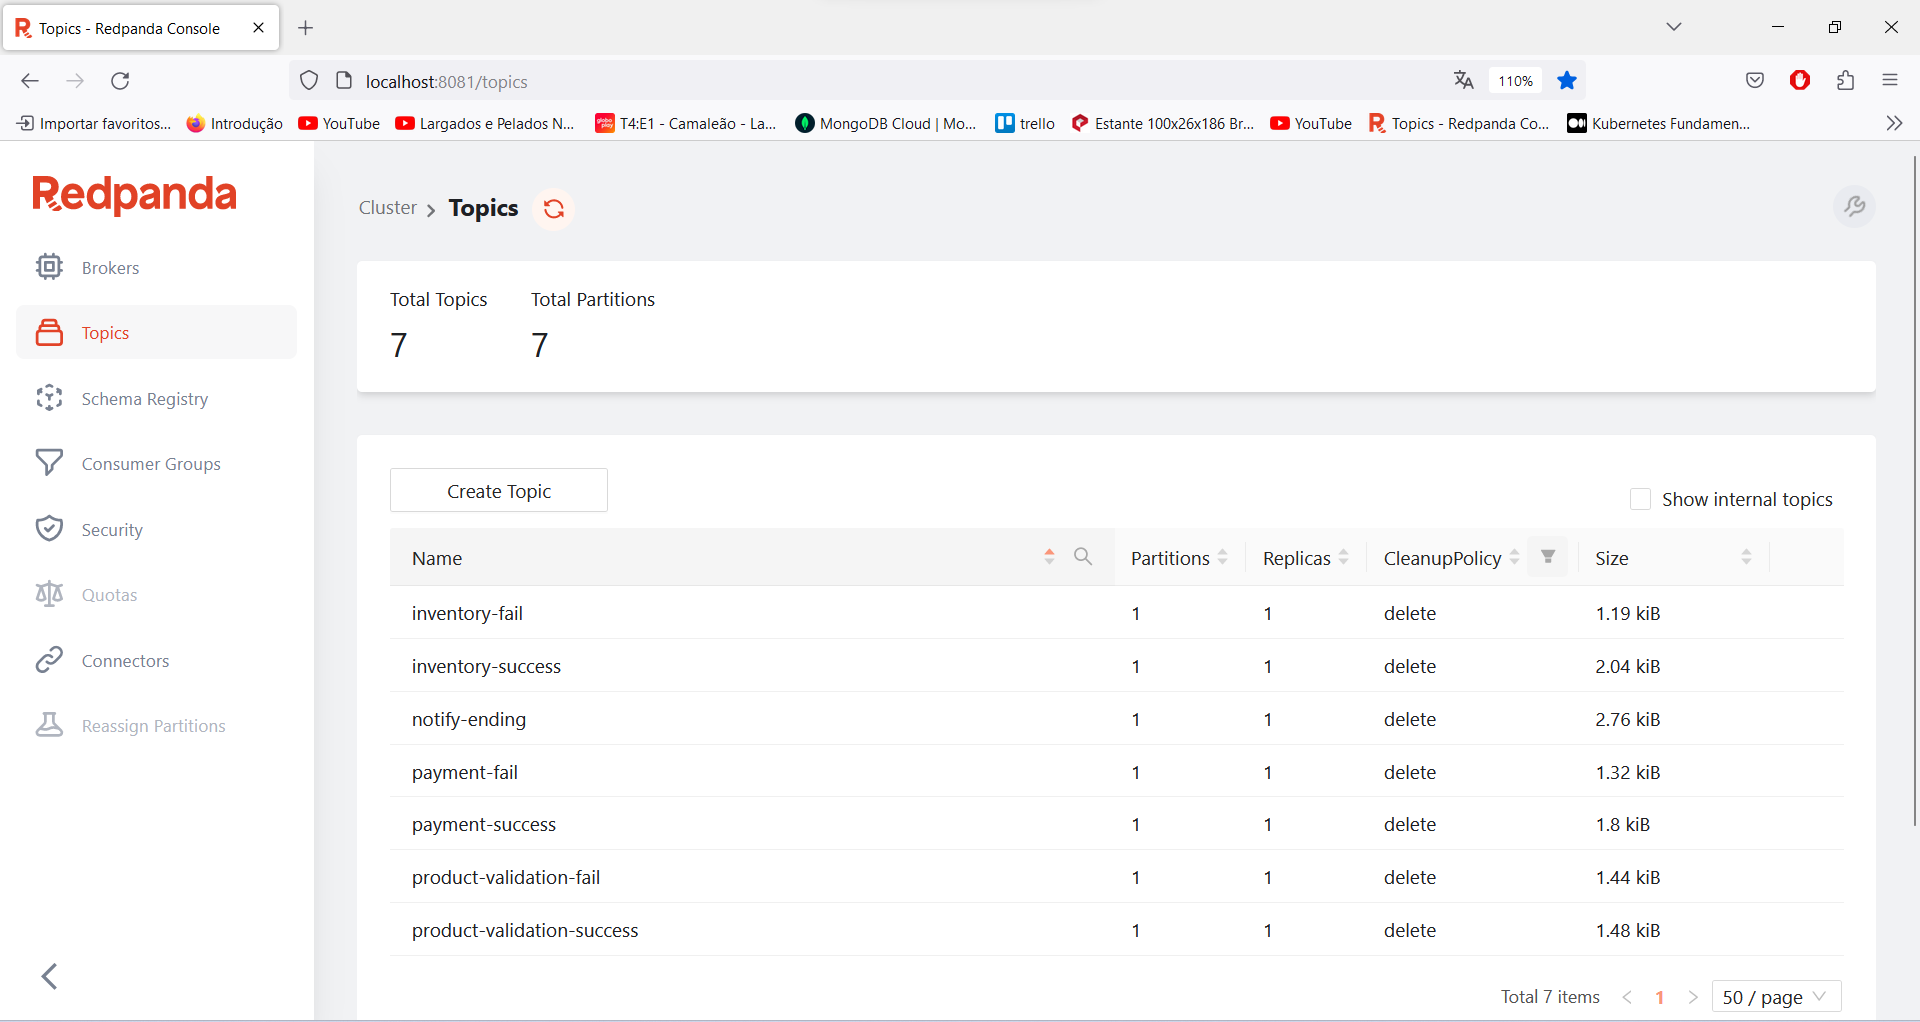 Topics - Redpanda Console
localhost:8081/topics
110%
Importar favoritos...
Introdução
YouTube
Largados e Pelados N...
T4:E1 - Camaleão - La...
MongoDB Cloud | Mo...
trello
Estante 100x26x186 Br...
YouTube
Topics - Redpanda Co...
Kubernetes Fundamen...
Redpanda
Brokers
Topics
Schema Registry
Consumer Groups
Security
Quotas
Connectors
Reassign Partitions
Cluster > Topics
Total Topics
7
Total Partitions
7
Create Topic
Show internal topics
Name Partitions Replicas CleanupPolicy Size
inventory-fail 1 1 delete 1.19 kiB
inventory-success 1 1 delete 2.04 kiB
notify-ending 1 1 delete 2.76 kiB
payment-fail 1 1 delete 1.32 kiB
payment-success 1 1 delete 1.8 kiB
product-validation-fail 1 1 delete 1.44 kiB
product-validation-success 1 1 delete 1.48 kiB
Total 7 items < 1 > 50 / page